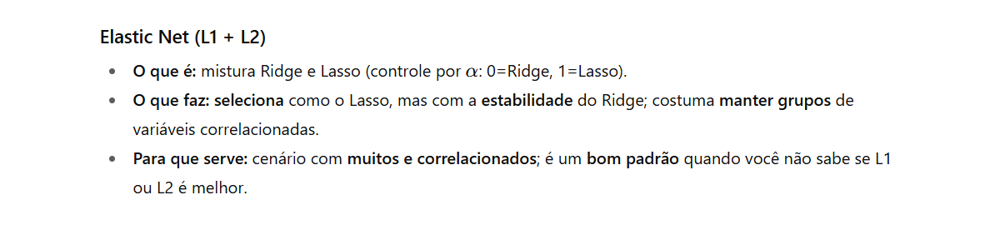 Elastic Net (L1 + L2)
• O que é: mistura Ridge e Lasso (controle por α: 0=Ridge, 1=Lasso).
• O que faz: seleciona como o Lasso, mas com a estabilidade do Ridge; costuma manter grupos de
variáveis correlacionadas.
• Para que serve: cenário com muitos e correlacionados; é um bom padrão quando você não sabe se L1
ou L2 é melhor.